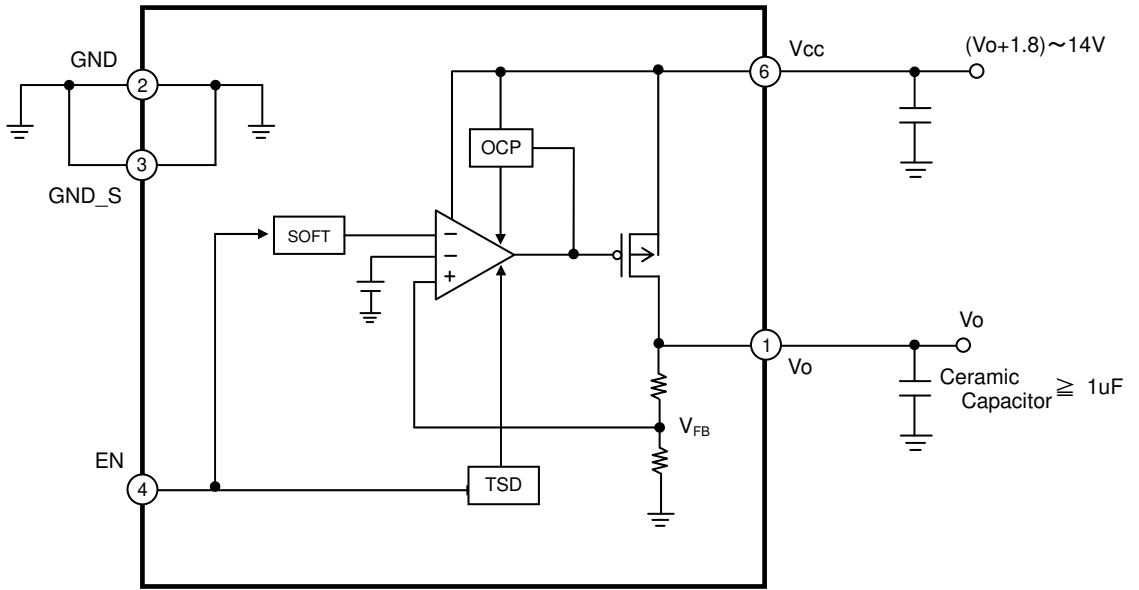 GND
2
3
GND_S
OCP
SOFT
−
−
+
Vcc
6
(Vo+1.8)～14V
1
Vo
Vo
Ceramic
Capacitor ≧ 1uF
VFB
EN
4
TSD